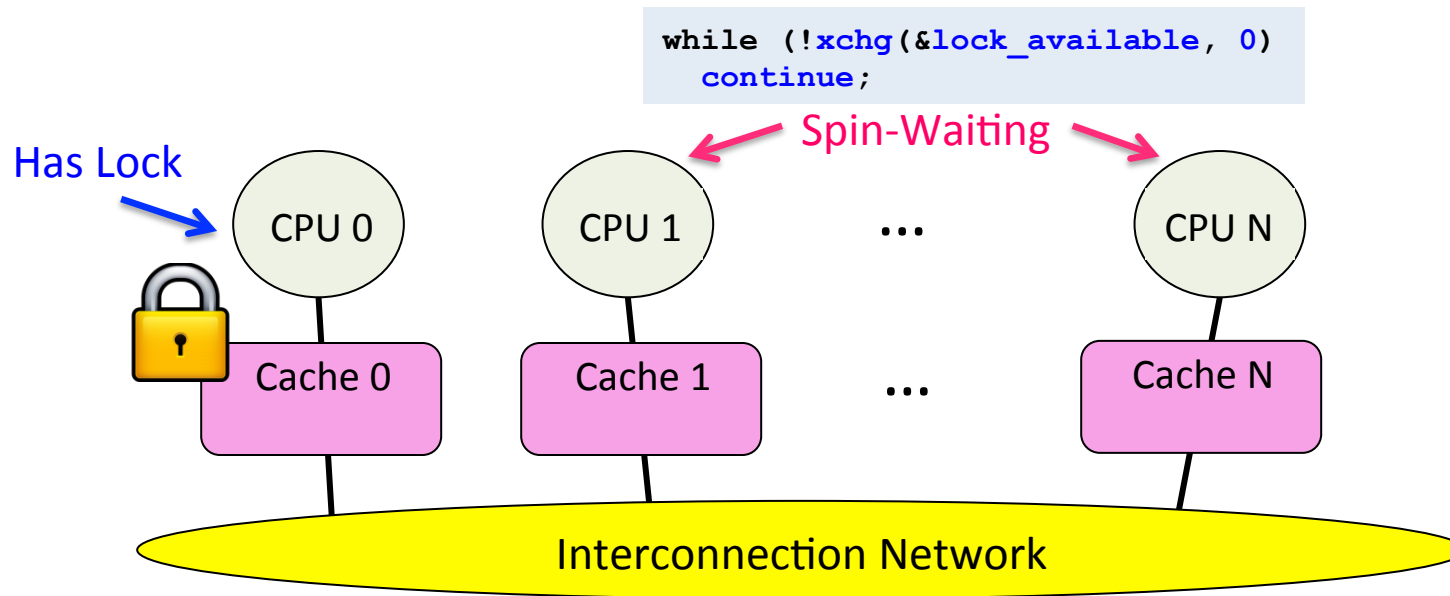 while (!xchg(&lock_available, 0)
continue;
Spin-Waiting
Has Lock
CPU 0
CPU 1
...
CPU N
Cache 0
Cache 1
...
Cache N
Interconnection Network